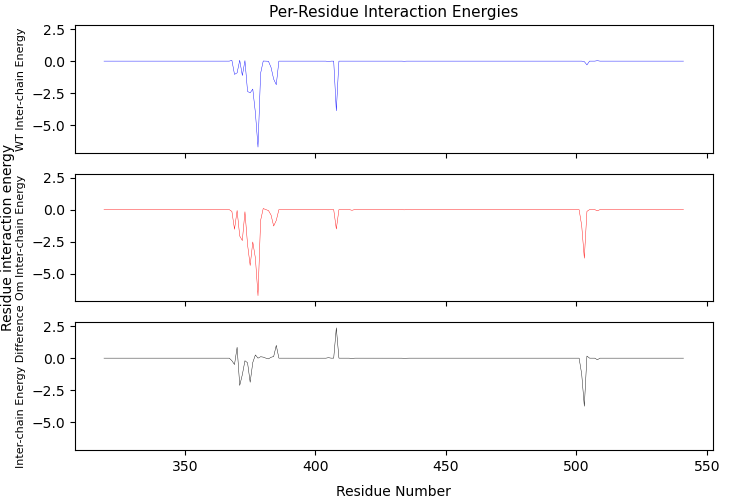 Per-Residue Interaction Energies
2.5
0.0
−2.5
−5.0
WT Inter-chain Energy
2.5
0.0
−2.5
−5.0
Om Inter-chain Energy
Residue interaction energy
2.5
0.0
−2.5
−5.0
Inter-chain Energy Difference
350 400 450 500 550
Residue Number